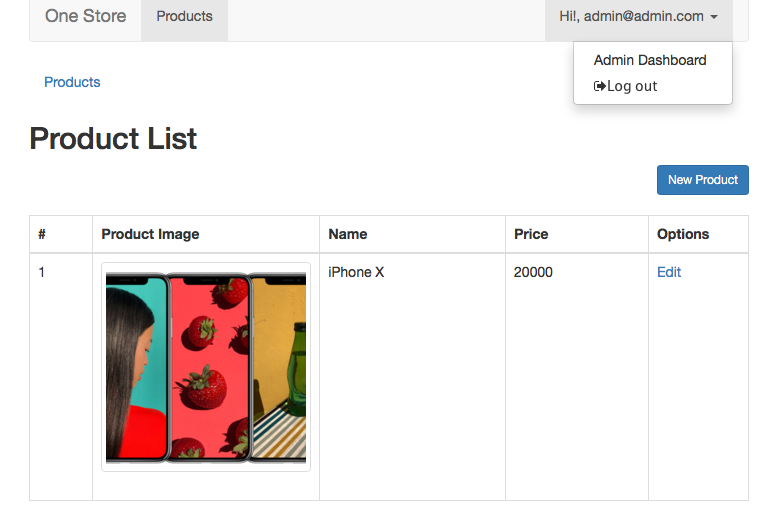 One Store Products Hi!, admin@admin.com
Admin Dashboard
Log out
Products
Product List
New Product
# Product Image Name Price Options
1 iPhone X 20000 Edit